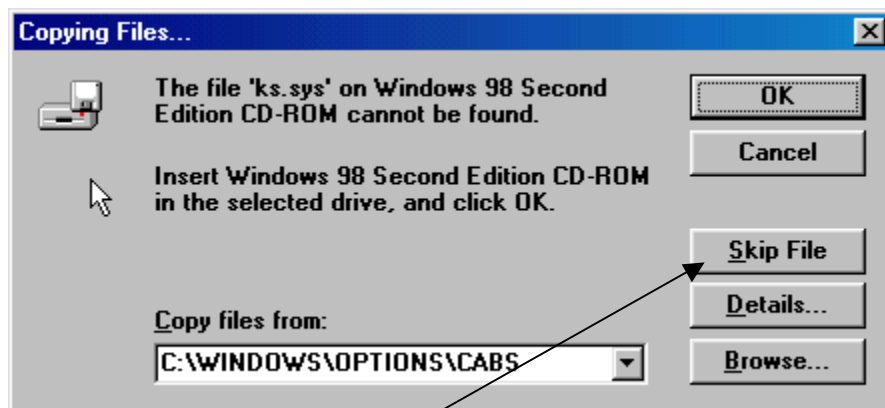 Copying Files...
The file 'ks.sys' on Windows 98 Second
Edition CD-ROM cannot be found.
Insert Windows 98 Second Edition CD-ROM
in the selected drive, and click OK.
Copy files from:
C:\WINDOWS\OPTIONS\CABS
OK
Cancel
Skip File
Details...
Browse...